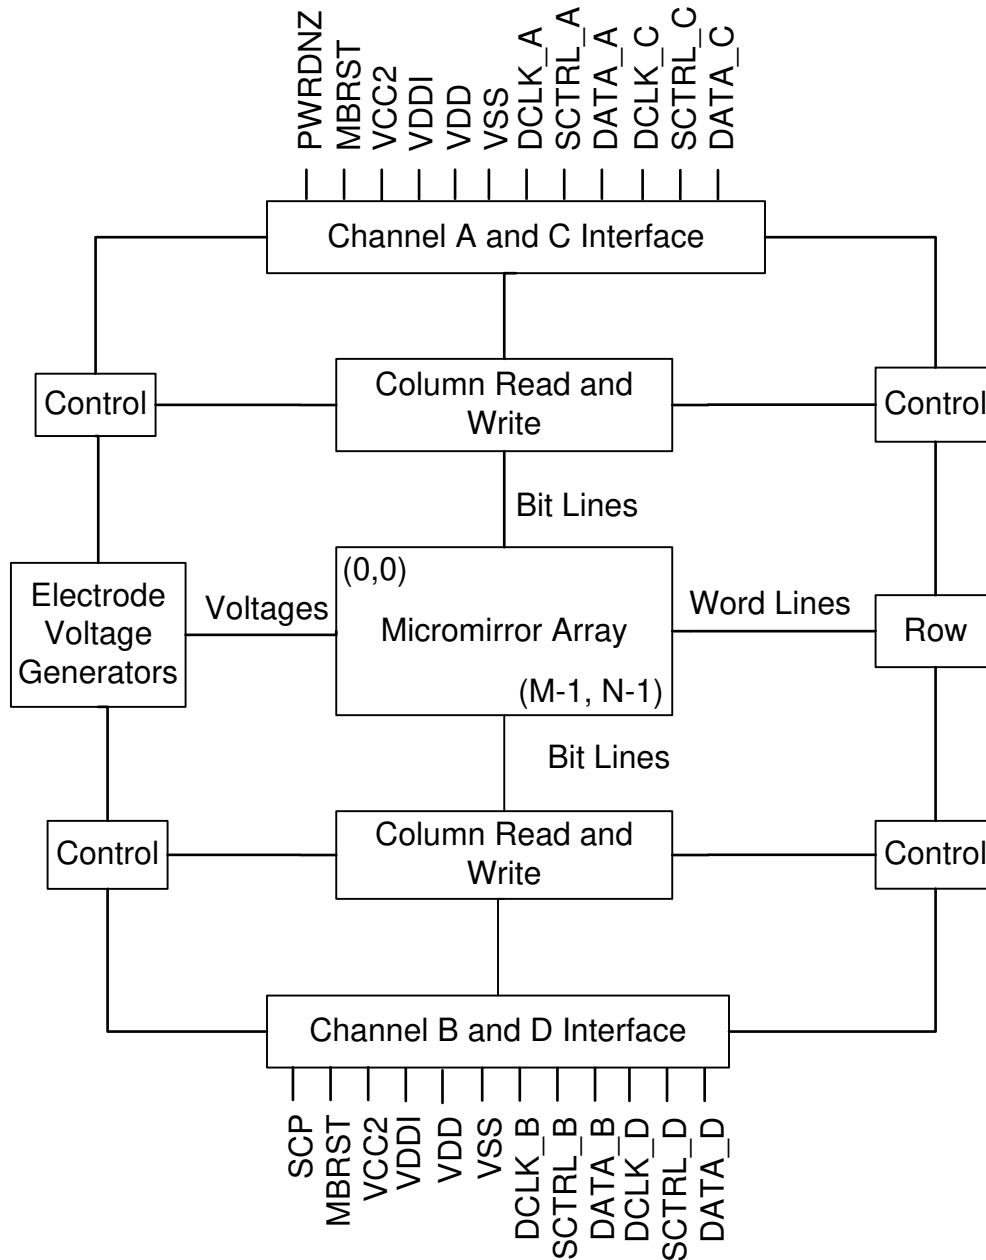 PWRDNZ
MBRST
VCC2
VDDI
VDD
VSS
DCLK_A
SCTRL_A
DATA_A
DCLK_C
SCTRL_C
DATA_C
Channel A and C Interface
Control
Column Read and
Write
Control
Bit Lines
Electrode
Voltage
Generators
Voltages
(0,0)
Micromirror Array
(M-1, N-1)
Word Lines
Row
Bit Lines
Control
Column Read and
Write
Control
Channel B and D Interface
SCP
MBRST
VCC2
VDDI
VDD
VSS
DCLK_B
SCTRL_B
DATA_B
DCLK_D
SCTRL_D
DATA_D